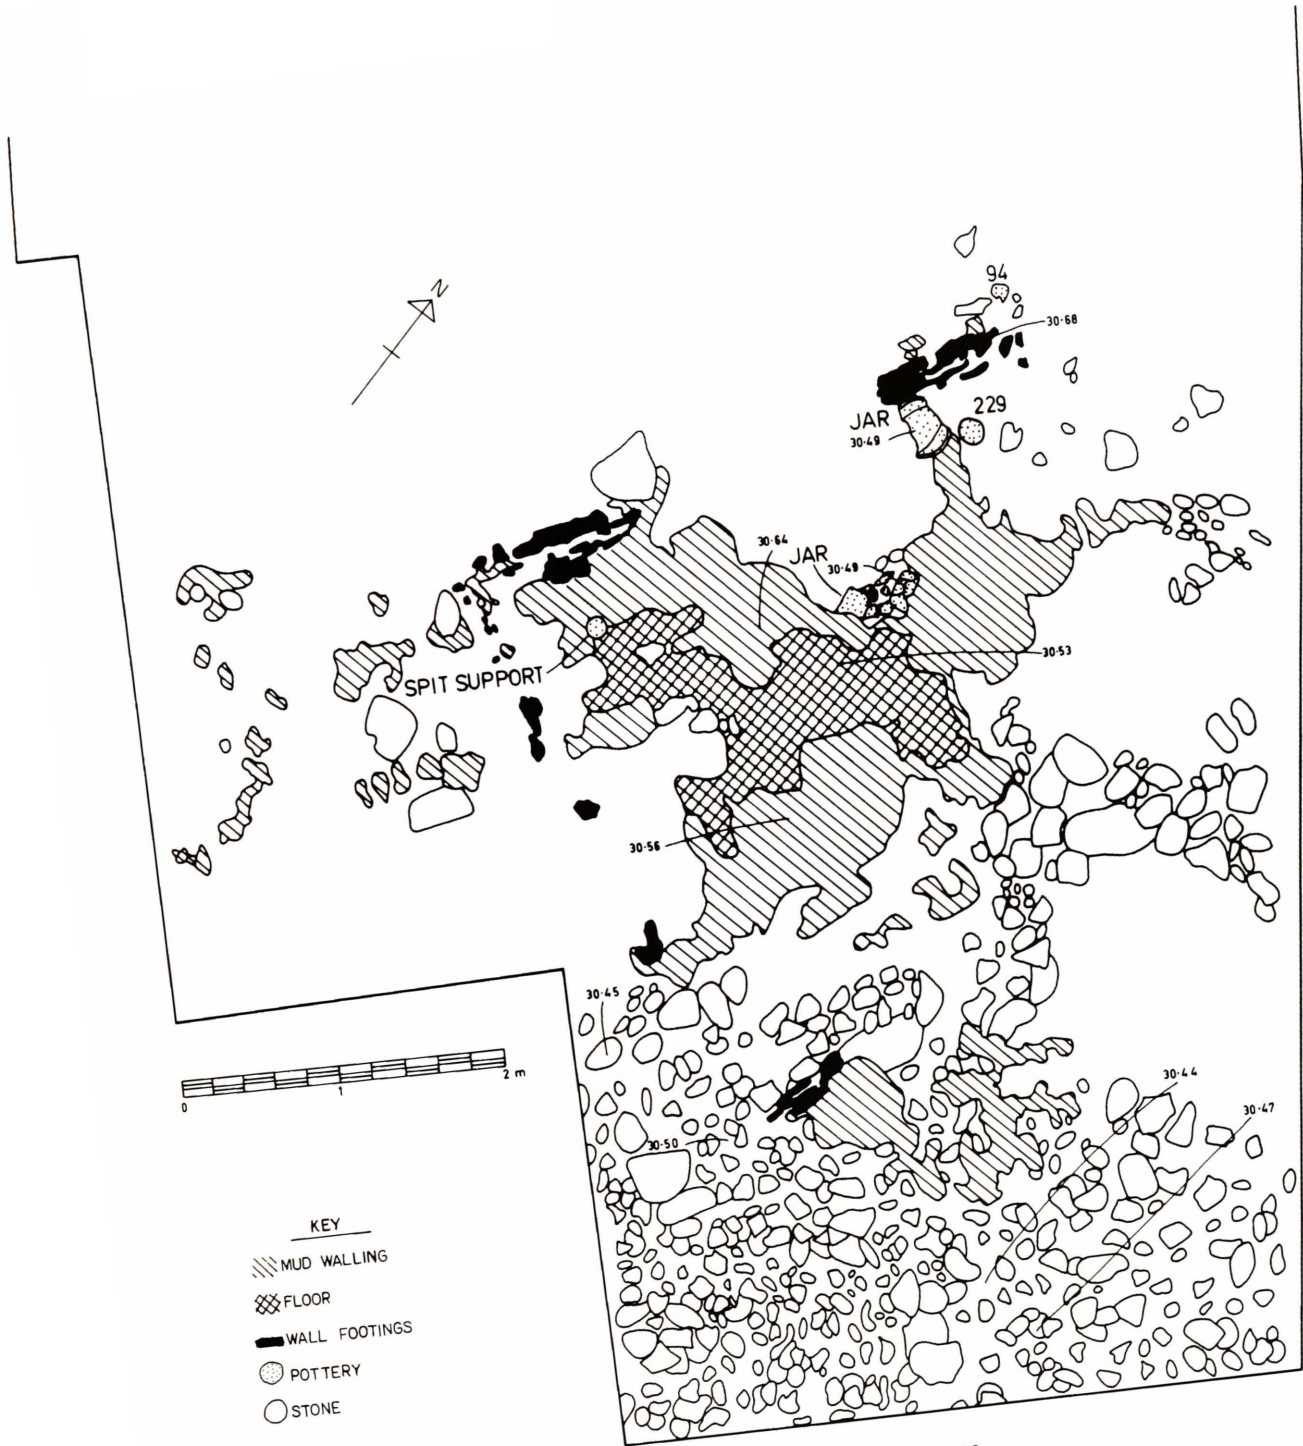 N
94
30·68
JAR
30·49
229
30·64
JAR
30·49
30·53
SPIT SUPPORT
30·56
30·45
0
1
2 m
30·44
30·47
30·50
KEY
MUD WALLING
FLOOR
WALL FOOTINGS
POTTERY
STONE